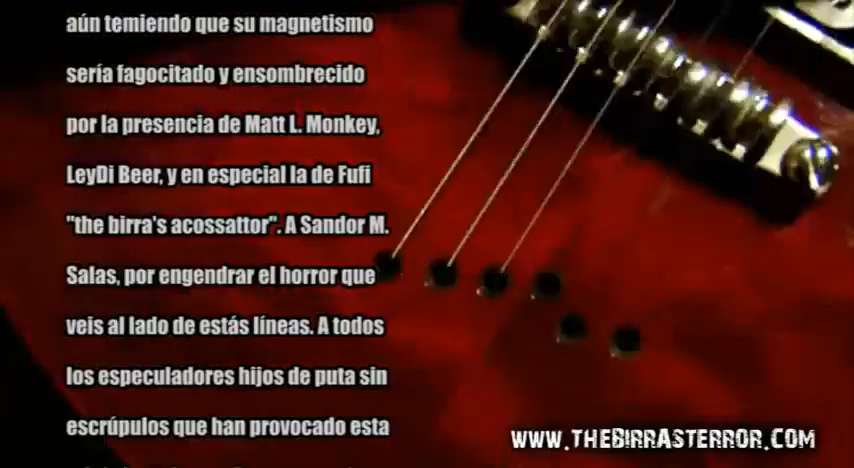 aún temiendo que su magnetismo
sería fagocitado y ensombrecido
por la presencia de Matt L. Monkey,
LeyDi Beer, y en especial la de Fufi
"the birra's acossattor". A Sandor M.
Salas, por engendrar el horror que
veis al lado de estás líneas. A todos
los especuladores hijos de puta sin
escrúpulos que han provocado esta
www.THEBIRRASTERROR.COM